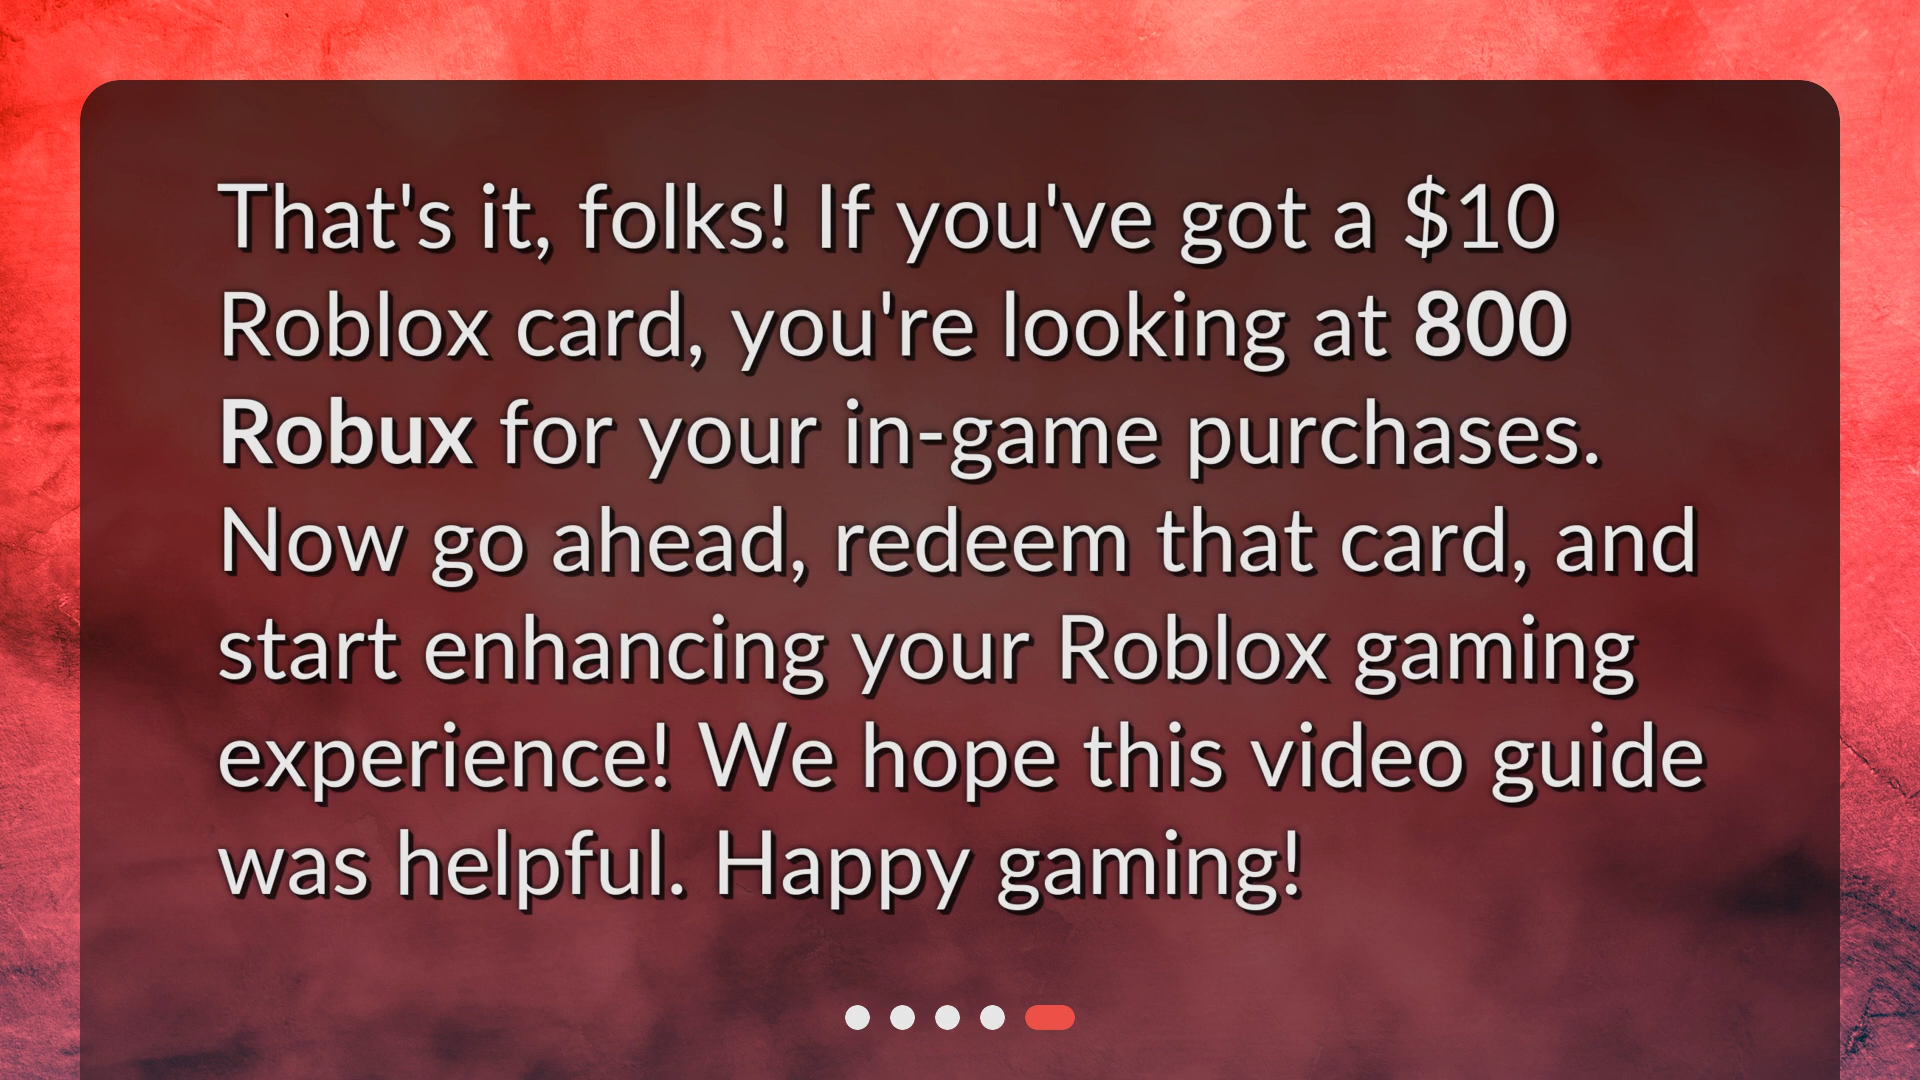 That's it, folks! If you've got a $10
Roblox card, you're looking at 800
Robux for your in-game purchases.
Now go ahead, redeem that card, and
start enhancing your Roblox gaming
experience! We hope this video guide
was helpful. Happy gaming!